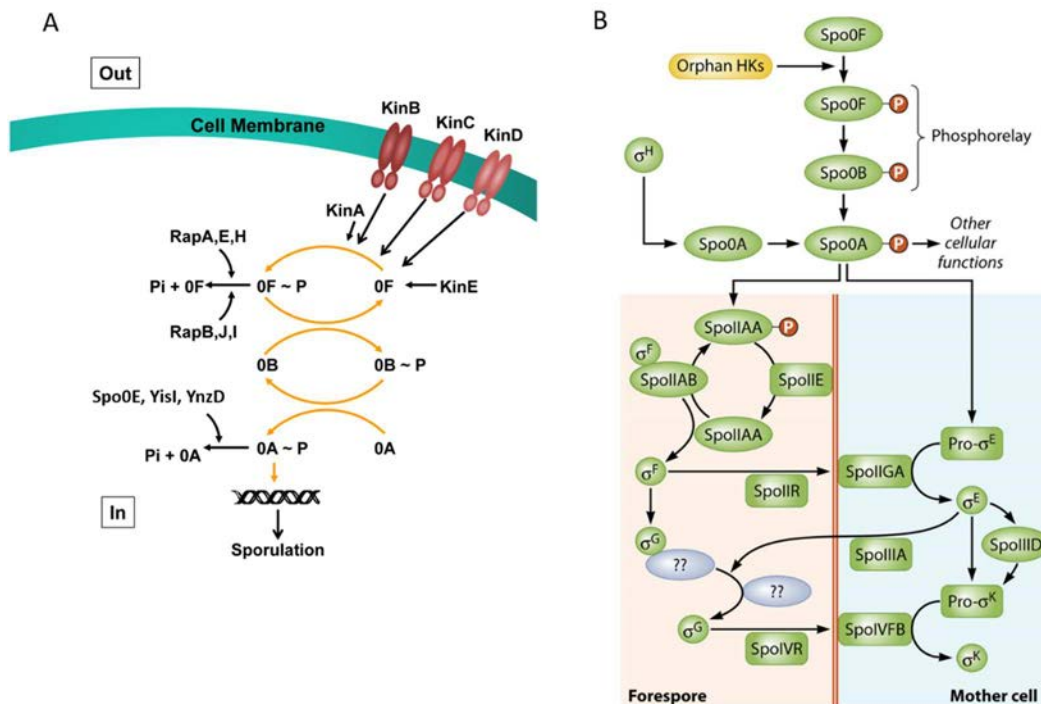 A
Out
Cell Membrane
KinB
KinC
KinD
KinA
RapA,E,H
Pi + 0F
0F ~ P
0F
KinE
RapB,J,I
0B
0B ~ P
Spo0E, YisI, YnzD
Pi + 0A
0A ~ P
0A
In
Sporulation
B
Spo0F
Orphan HKs
Spo0F
P
Phosphorelay
σH
Spo0B
P
Spo0A
Spo0A
P
Other
cellular
functions
SpoIIAA
P
σF
SpoIIAB
SpoIIE
SpoIIAA
Pro-σE
σF
SpoIIR
SpoIIGA
σE
σG
??
SpoIIIA
SpoIIID
??
Pro-σK
σG
SpoIVR
SpoIVFB
σK
Forespore
Mother cell